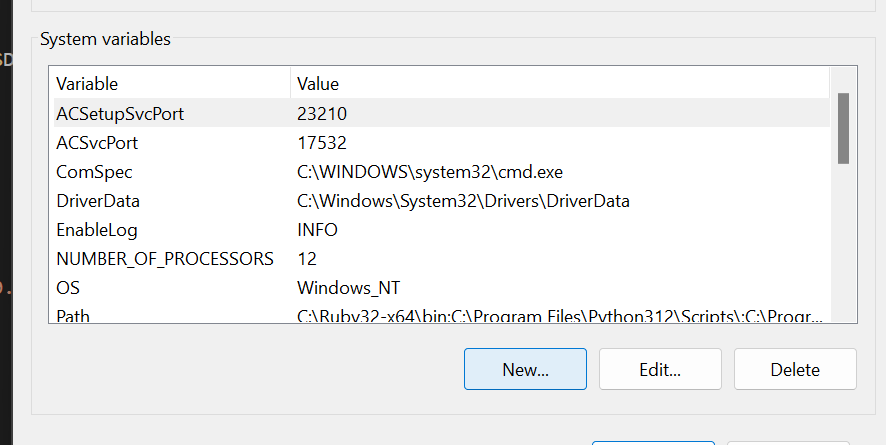 System variables
Variable Value
ACSetupSvcPort 23210
ACSvcPort 17532
ComSpec C:\WINDOWS\system32\cmd.exe
DriverData C:\Windows\System32\Drivers\DriverData
EnableLog INFO
NUMBER_OF_PROCESSORS 12
OS Windows_NT
Path C:\Ruby32-x64\bin;C:\Program Files\Python312\Scripts\;C:\Progr...
New... Edit... Delete